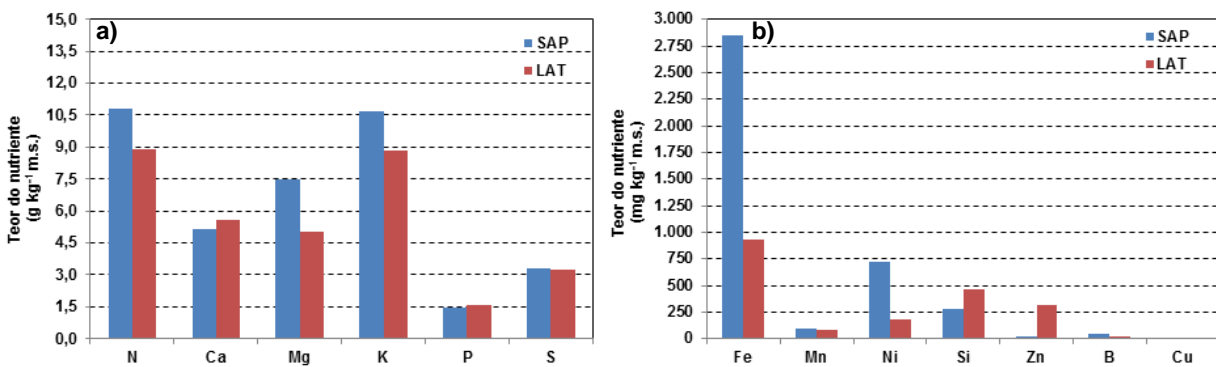 a)
Teor do nutriente
(g kg⁻¹ m.s.)
15,0
13,5
12,0
10,5
9,0
7,5
6,0
4,5
3,0
1,5
0,0
SAP
LAT
N Ca Mg K P S
b)
Teor do nutriente
(mg kg⁻¹ m.s.)
3.000
2.750
2.500
2.250
2.000
1.750
1.500
1.250
1.000
750
500
250
0
SAP
LAT
Fe Mn Ni Si Zn B Cu